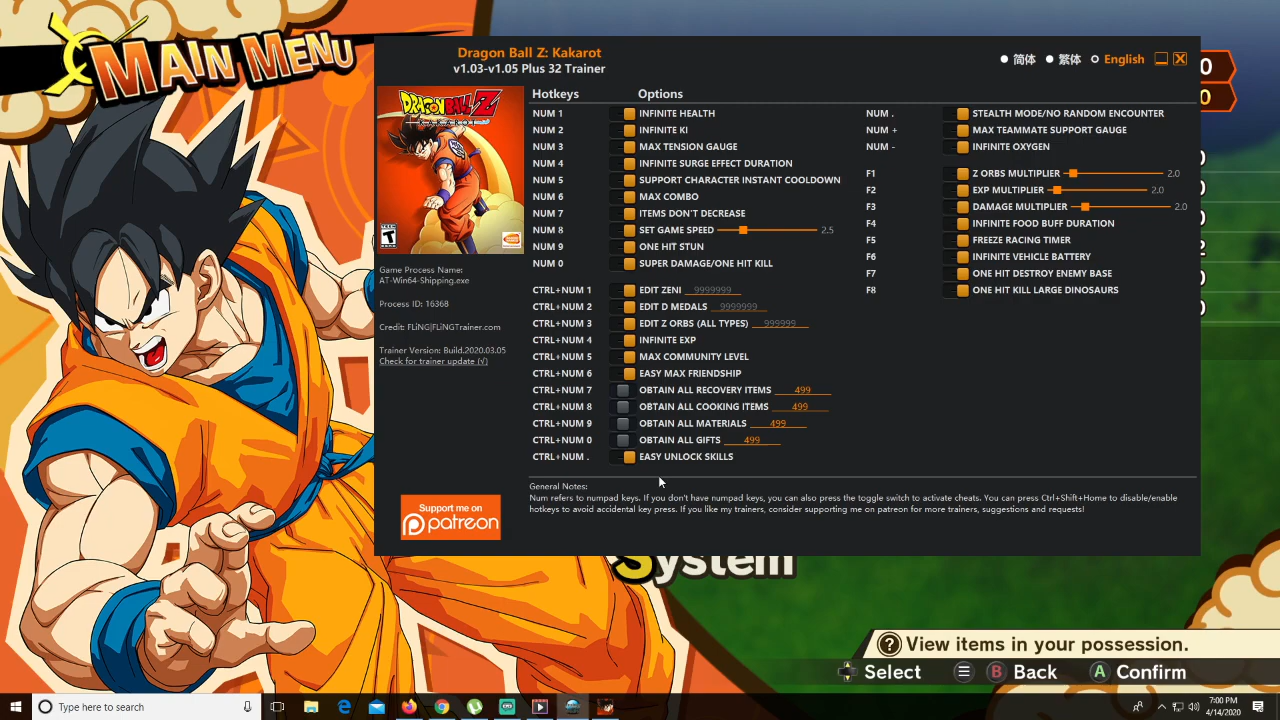 MAIN MENU
Dragon Ball Z: Kakarot
v1.03-v1.05 Plus 32 Trainer
简体 繁体 English
DRAGONBALL Z
KAKAROT
T
BANDAI NAMCO
Game Process Name:
AT-Win64-Shipping.exe
Process ID: 16368
Credit: FLiNG|FLiNGTrainer.com
Trainer Version: Build.2020.03.05
Check for trainer update (√)
Support me on
patreon
Hotkeys Options
NUM 1 INFINITE HEALTH
NUM 2 INFINITE KI
NUM 3 MAX TENSION GAUGE
NUM 4 INFINITE SURGE EFFECT DURATION
NUM 5 SUPPORT CHARACTER INSTANT COOLDOWN
NUM 6 MAX COMBO
NUM 7 ITEMS DON'T DECREASE
NUM 8 SET GAME SPEED 2.5
NUM 9 ONE HIT STUN
NUM 0 SUPER DAMAGE/ONE HIT KILL
CTRL+NUM 1 EDIT ZENI 9999999
CTRL+NUM 2 EDIT D MEDALS 9999999
CTRL+NUM 3 EDIT Z ORBS (ALL TYPES) 999999
CTRL+NUM 4 INFINITE EXP
CTRL+NUM 5 MAX COMMUNITY LEVEL
CTRL+NUM 6 EASY MAX FRIENDSHIP
CTRL+NUM 7 OBTAIN ALL RECOVERY ITEMS 499
CTRL+NUM 8 OBTAIN ALL COOKING ITEMS 499
CTRL+NUM 9 OBTAIN ALL MATERIALS 499
CTRL+NUM 0 OBTAIN ALL GIFTS 499
CTRL+NUM . EASY UNLOCK SKILLS
NUM . STEALTH MODE/NO RANDOM ENCOUNTER
NUM + MAX TEAMMATE SUPPORT GAUGE
NUM - INFINITE OXYGEN
F1 Z ORBS MULTIPLIER 2.0
F2 EXP MULTIPLIER 2.0
F3 DAMAGE MULTIPLIER 2.0
F4 INFINITE FOOD BUFF DURATION
F5 FREEZE RACING TIMER
F6 INFINITE VEHICLE BATTERY
F7 ONE HIT DESTROY ENEMY BASE
F8 ONE HIT KILL LARGE DINOSAURS
General Notes:
Num refers to numpad keys. If you don't have numpad keys, you can also press the toggle switch to activate cheats. You can press Ctrl+Shift+Home to disable/enable
hotkeys to avoid accidental key press. If you like my trainers, consider supporting me on patreon for more trainers, suggestions and requests!
0
0
System
? View items in your possession.
Select B Back A Confirm
Type here to search
7:00 PM
4/14/2020